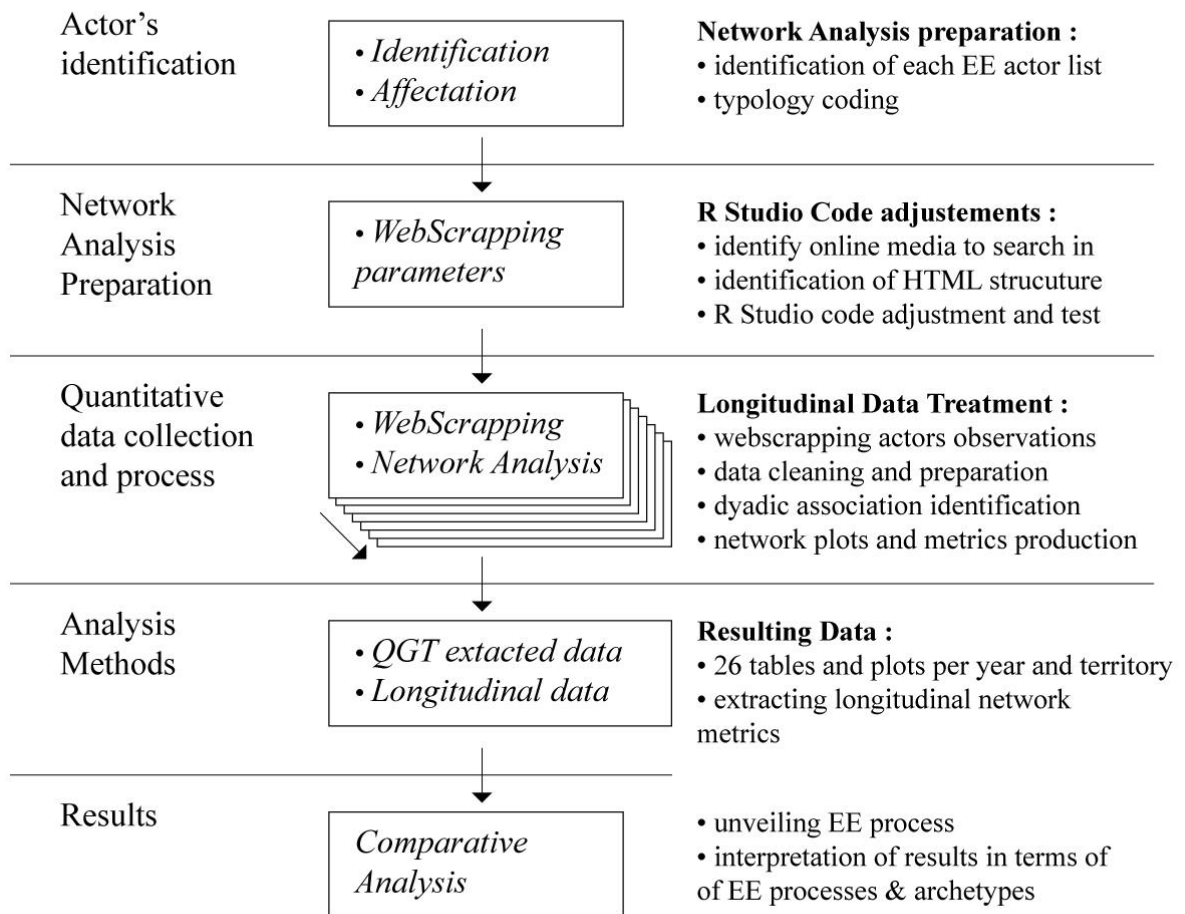 Actor’s
identification
• Identification
• Affectation
Network Analysis preparation :
• identification of each EE actor list
• typology coding
Network
Analysis
Preparation
• WebScrapping
parameters
R Studio Code adjustements :
• identify online media to search in
• identification of HTML strucuture
• R Studio code adjustment and test
Quantitative
data collection
and process
• WebScrapping
• Network Analysis
Longitudinal Data Treatment :
• webscrapping actors observations
• data cleaning and preparation
• dyadic association identification
• network plots and metrics production
Analysis
Methods
• QGT extacted data
• Longitudinal data
Resulting Data :
• 26 tables and plots per year and territory
• extracting longitudinal network
metrics
Results
Comparative
Analysis
• unveiling EE process
• interpretation of results in terms of
of EE processes & archetypes